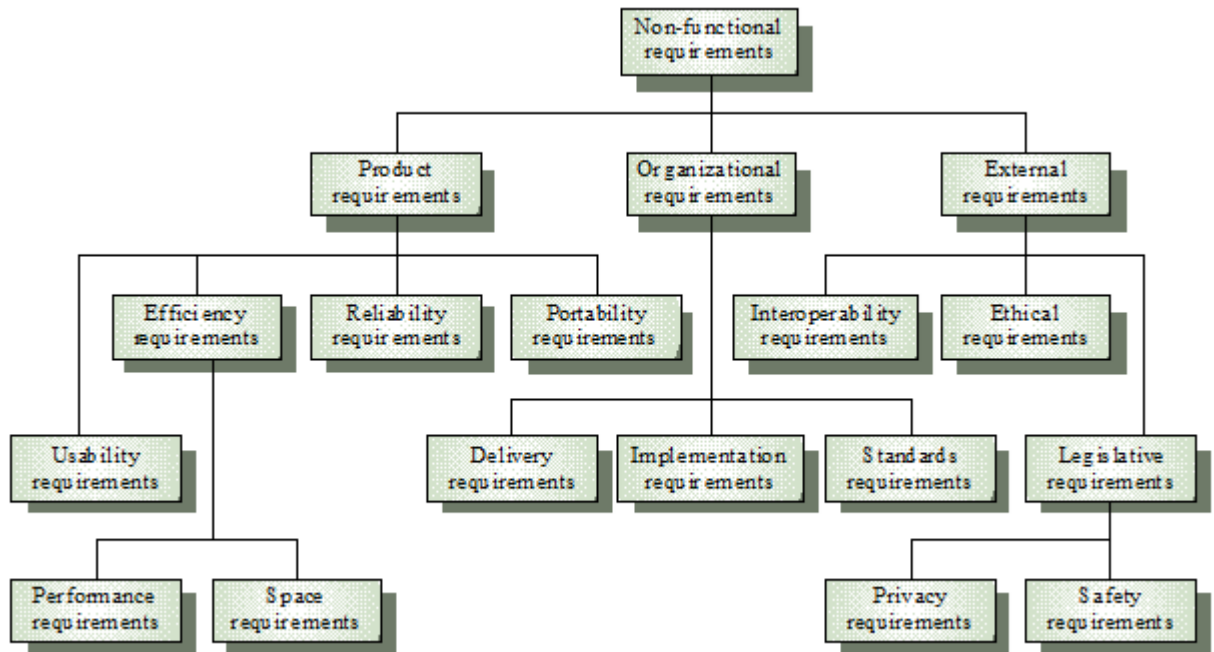 Non-functional
requirements
Product
requirements
Organizational
requirements
External
requirements
Efficiency
requirements
Reliability
requirements
Portability
requirements
Interoperability
requirements
Ethical
requirements
Usability
requirements
Delivery
requirements
Implementation
requirements
Standards
requirements
Legislative
requirements
Performance
requirements
Space
requirements
Privacy
requirements
Safety
requirements